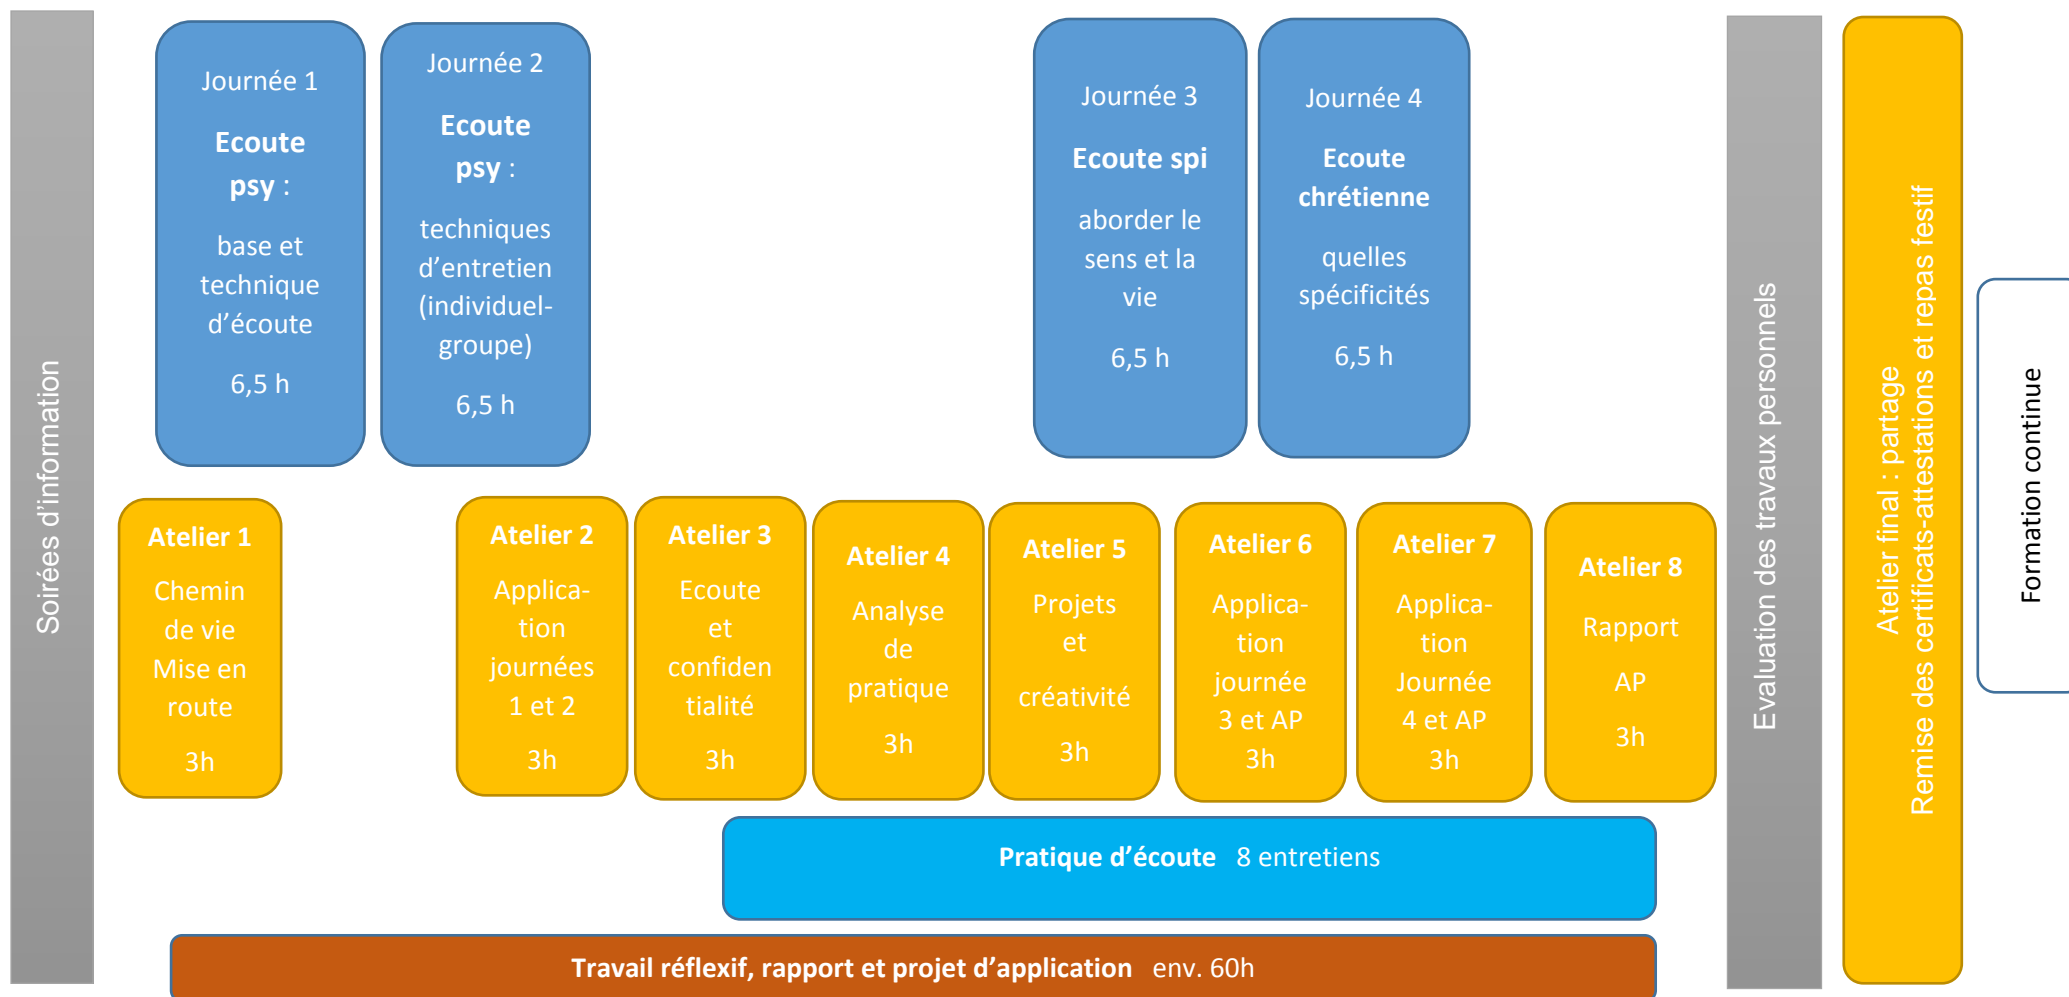 Soirées d’information
Journée 1
Ecoute
psy :
base et
technique
d’écoute
6,5 h
Journée 2
Ecoute
psy :
techniques
d’entretien
(individuel-
groupe)
6,5 h
Journée 3
Ecoute spi
aborder le
sens et la
vie
6,5 h
Journée 4
Ecoute
chrétienne
quelles
spécificités
6,5 h
Atelier 1
Chemin
de vie
Mise en
route
3h
Atelier 2
Applica-
tion
journées
1 et 2
3h
Atelier 3
Ecoute
et
confiden
tialité
3h
Atelier 4
Analyse
de
pratique
3h
Atelier 5
Projets
et
créativité
3h
Atelier 6
Applica-
tion
journée
3 et AP
3h
Atelier 7
Applica-
tion
Journée
4 et AP
3h
Atelier 8
Rapport
AP
3h
Pratique d’écoute 8 entretiens
Travail réflexif, rapport et projet d’application env. 60h
Evaluation des travaux personnels
Atelier final : partage
Remise des certificats-attestations et repas festif
Formation continue